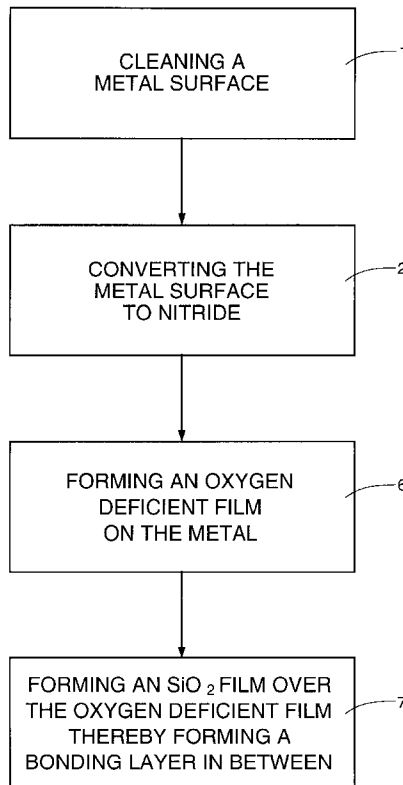 CLEANING A
METAL SURFACE
CONVERTING THE
METAL SURFACE
TO NITRIDE
2
FORMING AN OXYGEN
DEFICIENT FILM
ON THE METAL
6
FORMING AN SiO₂ FILM OVER
THE OXYGEN DEFICIENT FILM
THEREBY FORMING A
BONDING LAYER IN BETWEEN
7